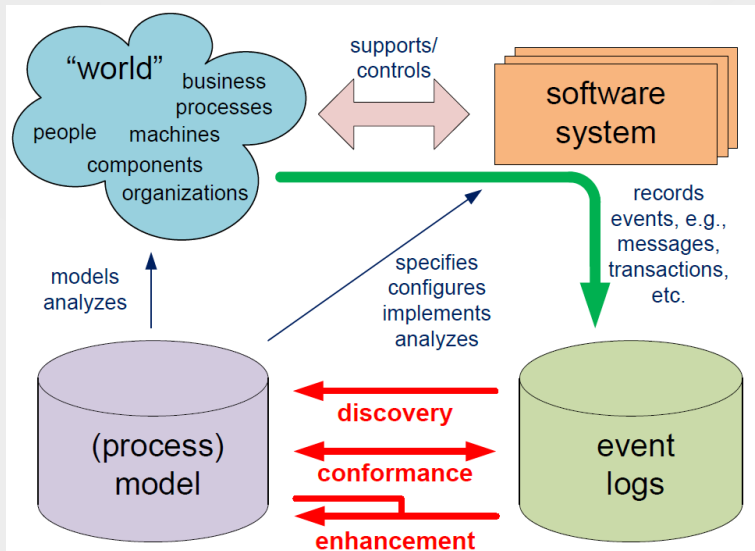 “world”
business
processes
people
machines
components
organizations
supports/
controls
software
system
records
events, e.g.,
messages,
transactions,
etc.
models
analyzes
specifies
configures
implements
analyzes
(process)
model
discovery
conformance
enhancement
event
logs